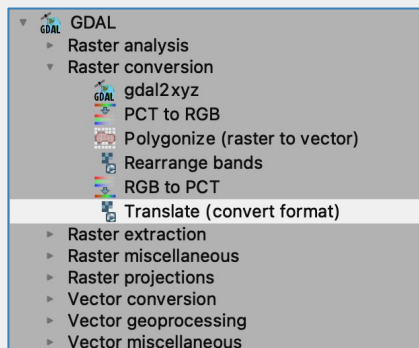 GDAL
Raster analysis
Raster conversion
gdal2xyz
PCT to RGB
Polygonize (raster to vector)
Rearrange bands
RGB to PCT
Translate (convert format)
Raster extraction
Raster miscellaneous
Raster projections
Vector conversion
Vector geoprocessing
Vector miscellaneous